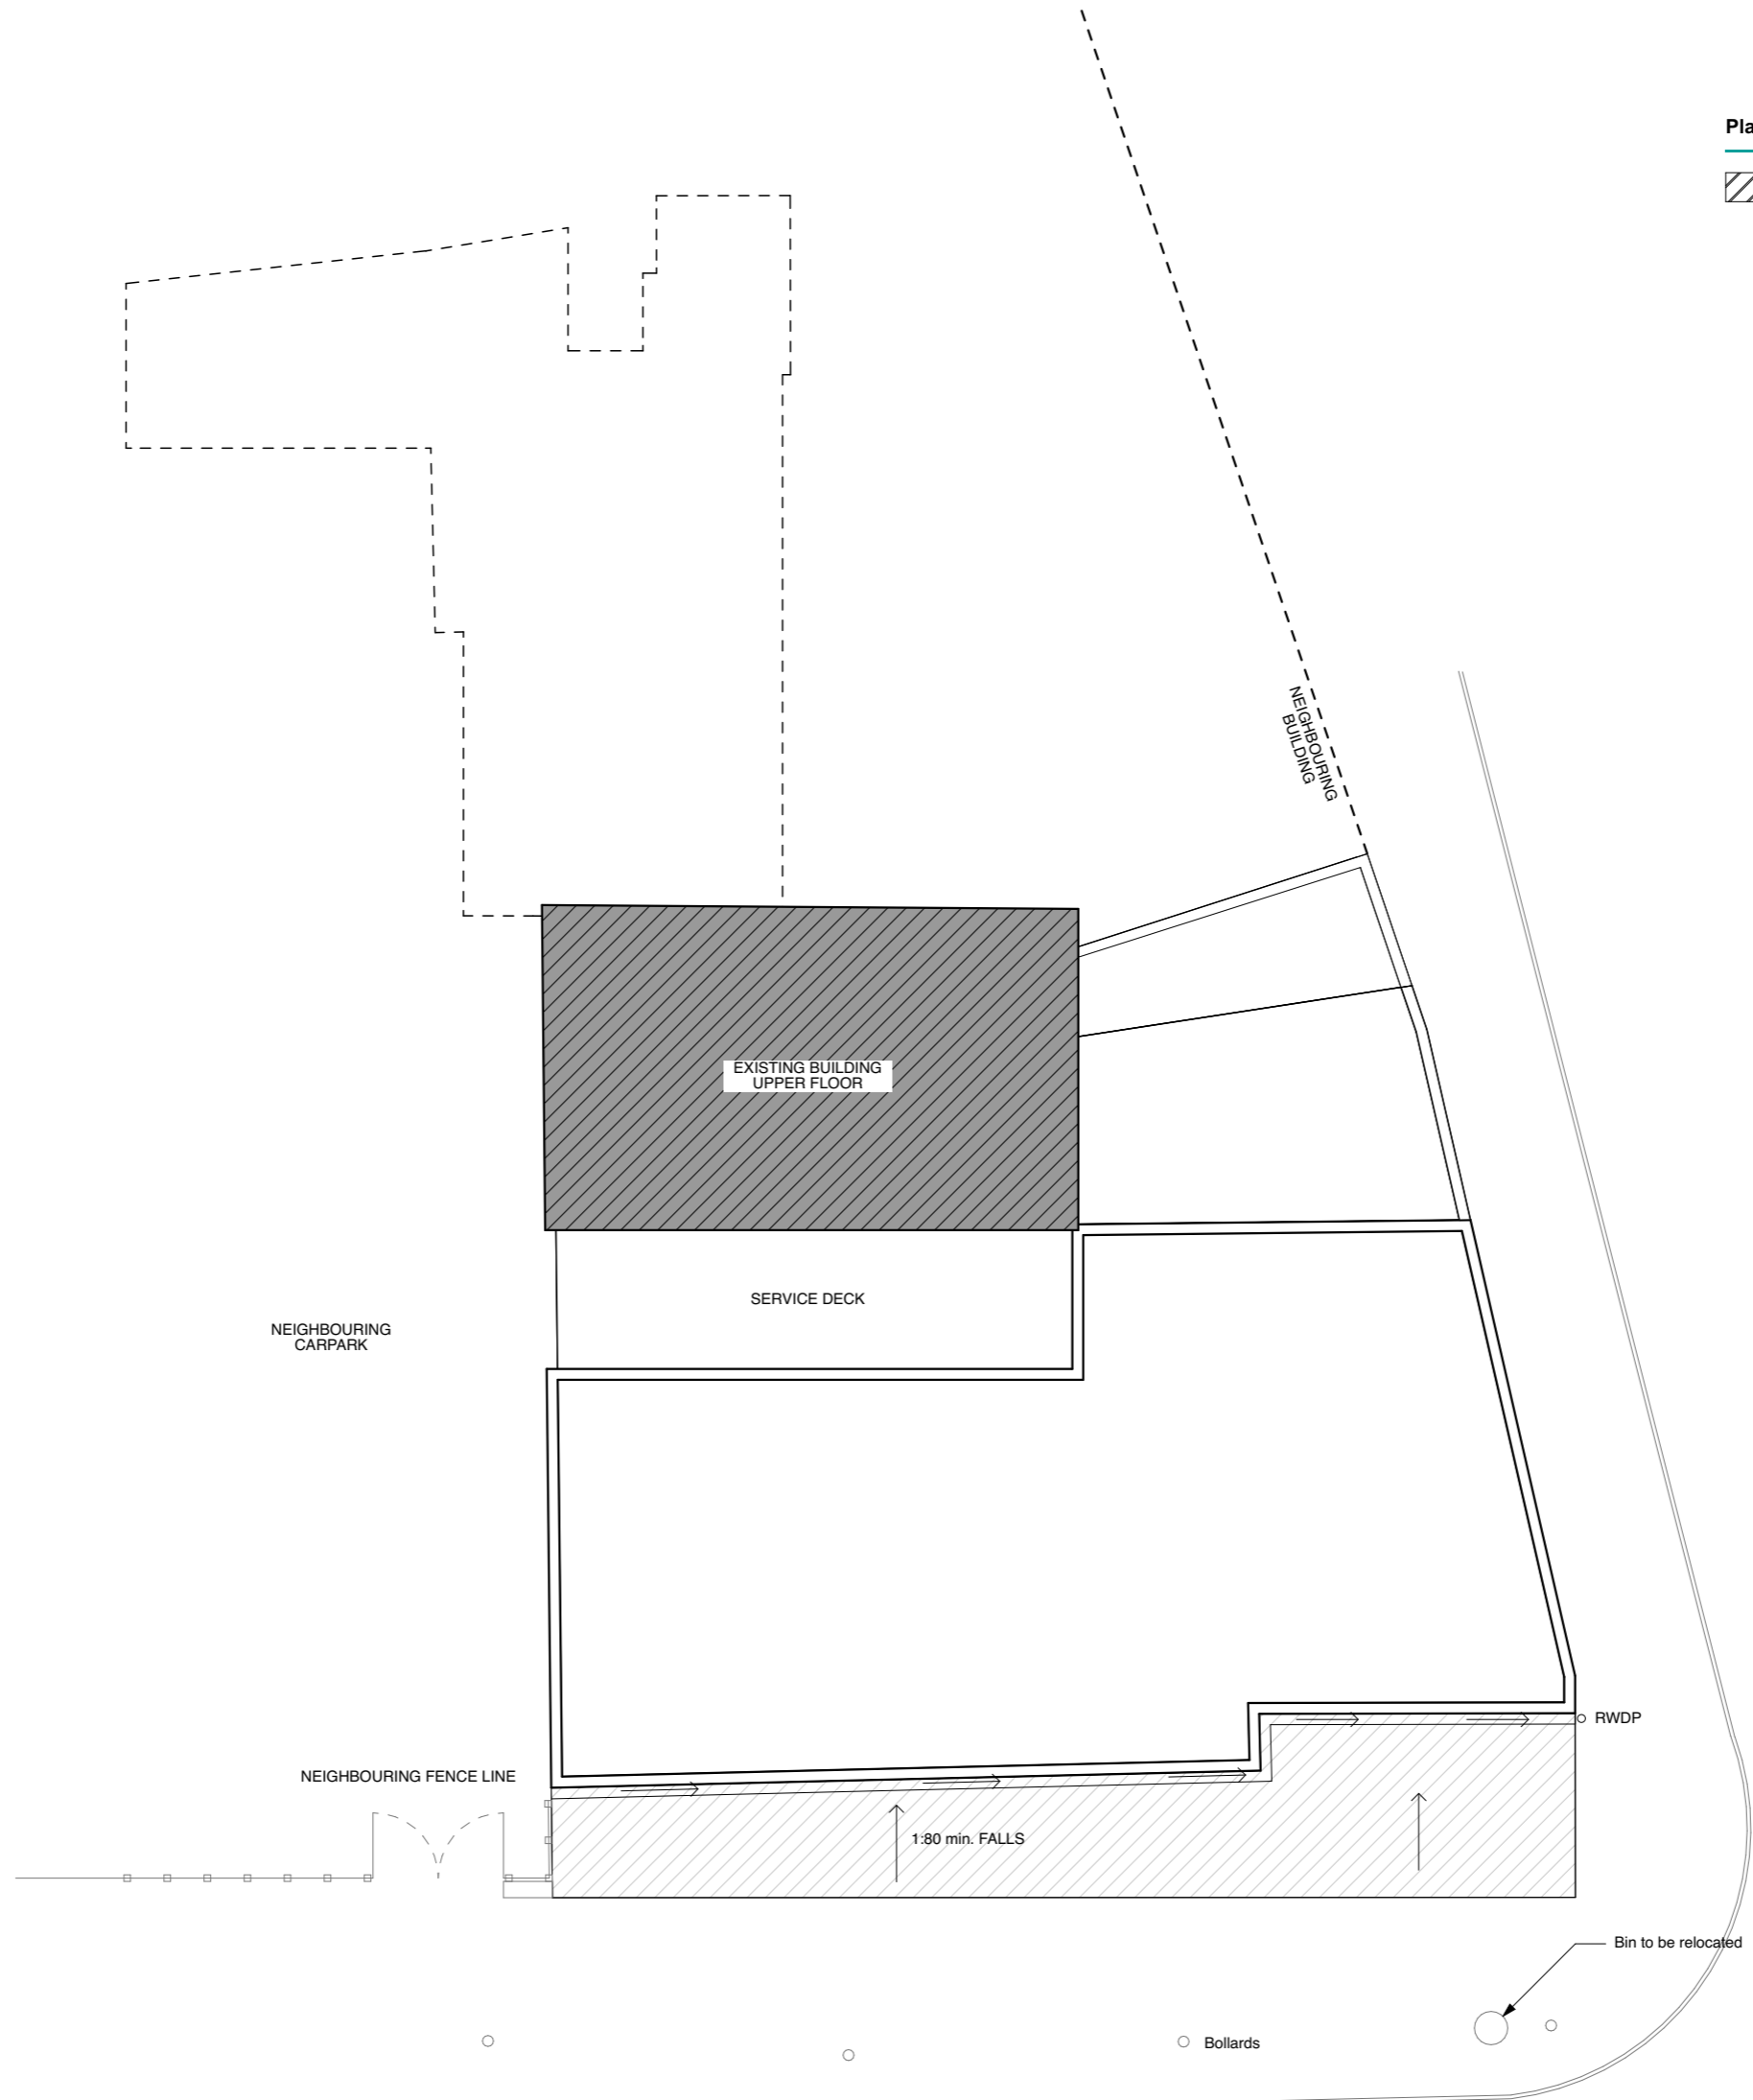 Pla
NEIGHBOURING
BUILDING
EXISTING BUILDING
UPPER FLOOR
SERVICE DECK
NEIGHBOURING
CARPARK
RWDP
NEIGHBOURING FENCE LINE
1:80 min. FALLS
Bin to be relocated
Bollards